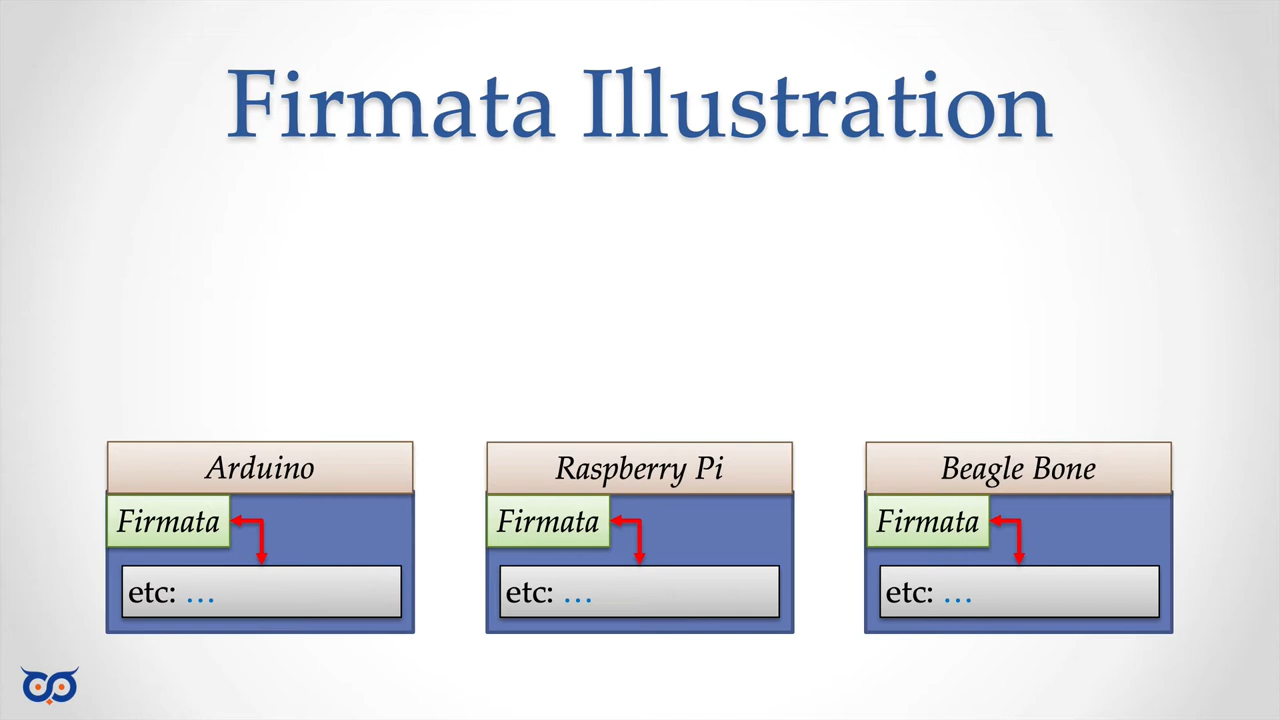 Firmata Illustration
Arduino
Firmata
etc: ...
Raspberry Pi
Firmata
etc: ...
Beagle Bone
Firmata
etc: ...